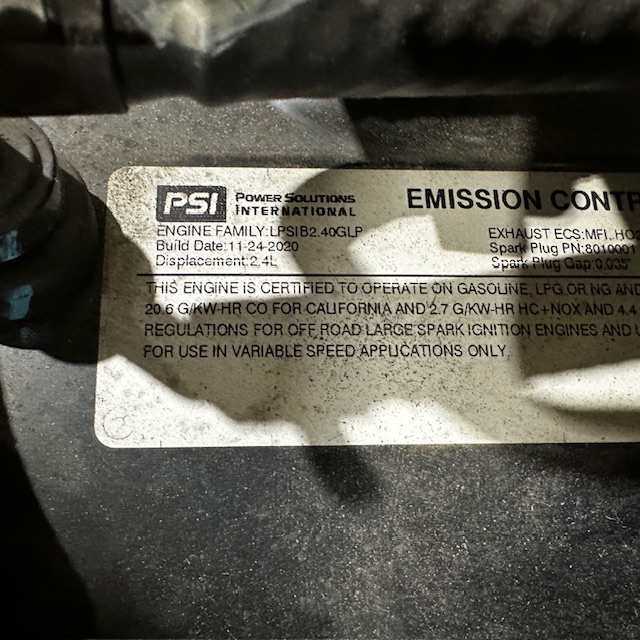 PSI POWER SOLUTIONS INTERNATIONAL EMISSION CONTR
ENGINE FAMILY:LPSIB2.40GLP EXHAUST ECS:MFI,HO2
Build Date:11-24-2020 Spark Plug PN:8010001
Displacement:2.4L Spark Plug Gap:0.035"
THIS ENGINE IS CERTIFIED TO OPERATE ON GASOLINE, LPG,OR NG AND
20.6 G/KW-HR CO FOR CALIFORNIA AND 2.7 G/KW-HR HC+NOX AND 4.4
REGULATIONS FOR OFF ROAD LARGE SPARK IGNITION ENGINES AND U
FOR USE IN VARIABLE SPEED APPLICATIONS ONLY.